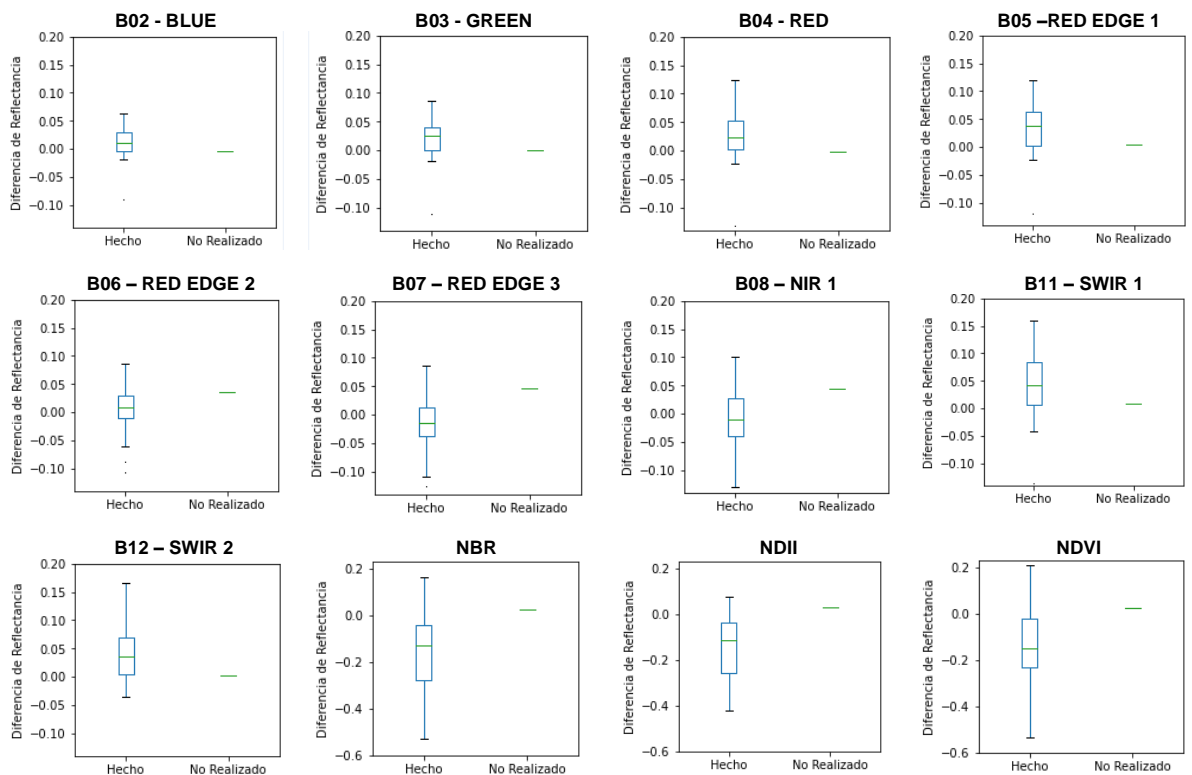 B02 - BLUE
Diferencia de Reflectancia
0.20
0.15
0.10
0.05
0.00
−0.05
−0.10
Hecho No Realizado
B03 - GREEN
Diferencia de Reflectancia
0.20
0.15
0.10
0.05
0.00
−0.05
−0.10
Hecho No Realizado
B04 - RED
Diferencia de Reflectancia
0.20
0.15
0.10
0.05
0.00
−0.05
−0.10
Hecho No Realizado
B05 –RED EDGE 1
Diferencia de Reflectancia
0.20
0.15
0.10
0.05
0.00
−0.05
−0.10
Hecho No Realizado
B06 – RED EDGE 2
Diferencia de Reflectancia
0.20
0.15
0.10
0.05
0.00
−0.05
−0.10
Hecho No Realizado
B07 – RED EDGE 3
Diferencia de Reflectancia
0.20
0.15
0.10
0.05
0.00
−0.05
−0.10
Hecho No Realizado
B08 – NIR 1
Diferencia de Reflectancia
0.20
0.15
0.10
0.05
0.00
−0.05
−0.10
Hecho No Realizado
B11 – SWIR 1
Diferencia de Reflectancia
0.20
0.15
0.10
0.05
0.00
−0.05
−0.10
Hecho No Realizado
B12 – SWIR 2
Diferencia de Reflectancia
0.20
0.15
0.10
0.05
0.00
−0.05
−0.10
Hecho No Realizado
NBR
Diferencia de Reflectancia
0.2
0.0
−0.2
−0.4
−0.6
Hecho No Realizado
NDII
Diferencia de Reflectancia
0.2
0.0
−0.2
−0.4
−0.6
Hecho No Realizado
NDVI
Diferencia de Reflectancia
0.2
0.0
−0.2
−0.4
−0.6
Hecho No Realizado